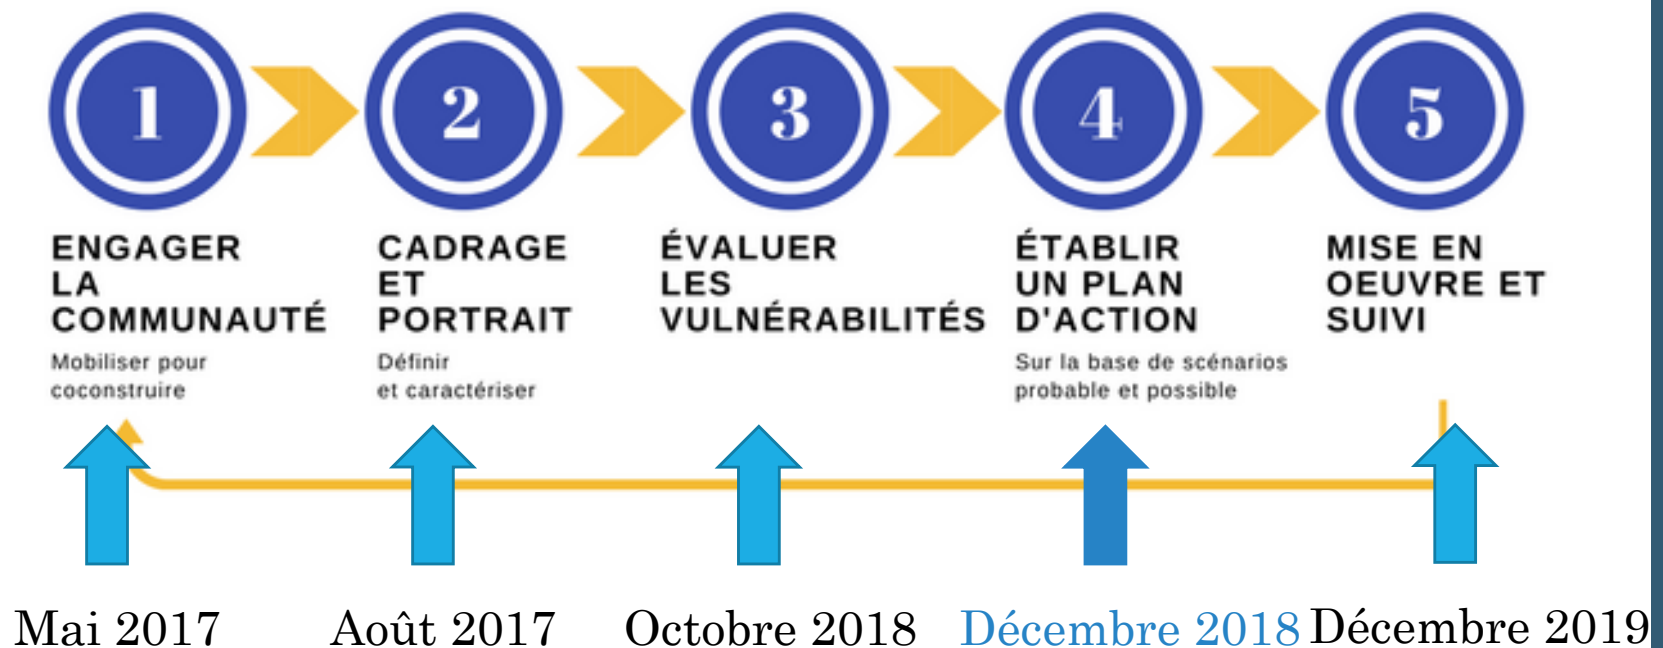 1
2
3
4
5
ENGAGER
LA
COMMUNAUTÉ
Mobiliser pour
coconstruire
CADRAGE
ET
PORTRAIT
Définir
et caractériser
ÉVALUER
LES
VULNÉRABILITÉS
ÉTABLIR
UN PLAN
D'ACTION
Sur la base de scénarios
probable et possible
MISE EN
OEUVRE ET
SUIVI
Mai 2017
Août 2017
Octobre 2018
Décembre 2018
Décembre 2019